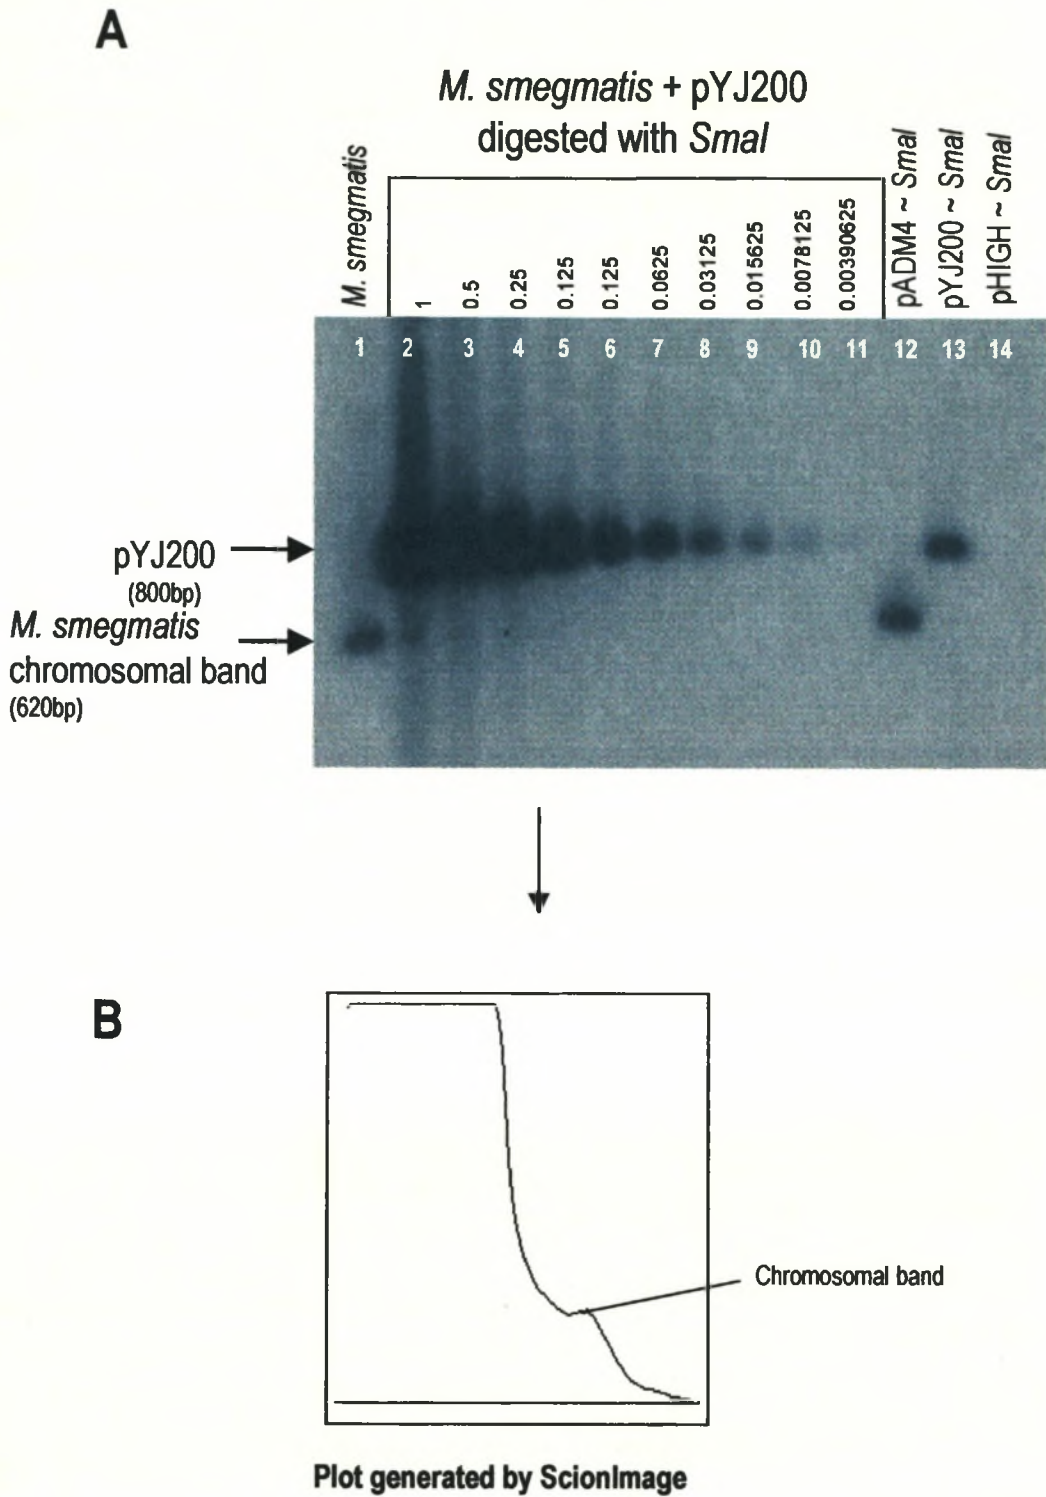 A
M. smegmatis + pYJ200
digested with SmaI
M. smegmatis
1
0.5
0.25
0.125
0.125
0.0625
0.03125
0.015625
0.0078125
0.00390625
pADM4 ~ SmaI
pYJ200 ~ SmaI
pHIGH ~ SmaI
1 2 3 4 5 6 7 8 9 10 11 12 13 14
pYJ200
(800bp)
M. smegmatis
chromosomal band
(620bp)
B
Chromosomal band
Plot generated by ScionImage